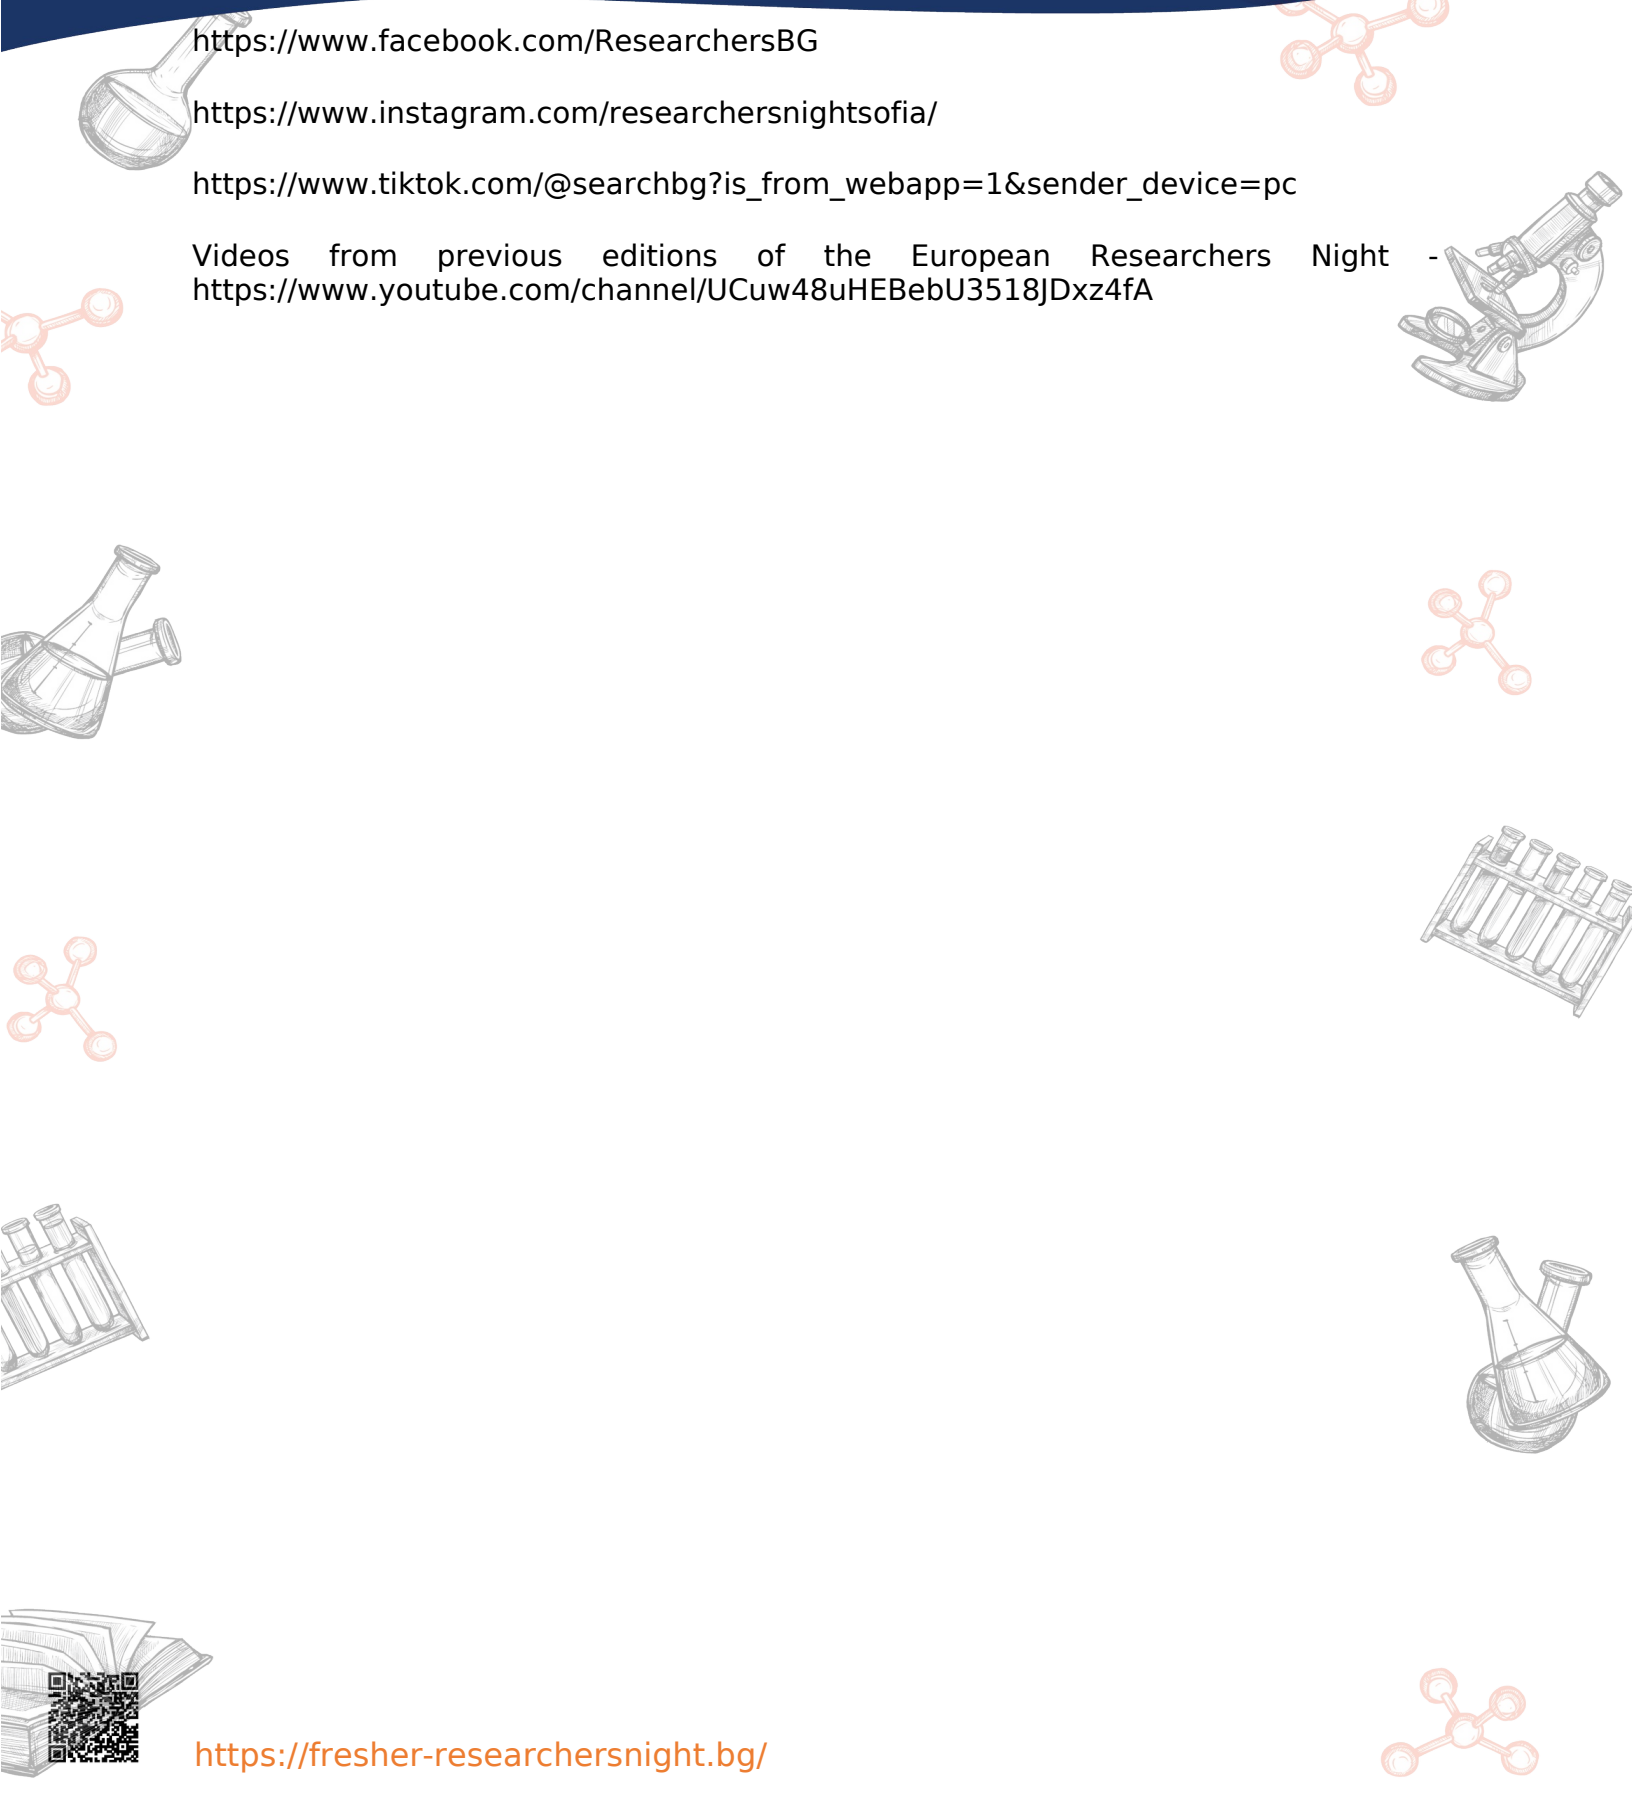 https://www.facebook.com/ResearchersBG
https://www.instagram.com/researchersnightsofia/
https://www.tiktok.com/@searchbg?is_from_webapp=1&sender_device=pc
Videos from previous editions of the European Researchers Night -
https://www.youtube.com/channel/UCuw48uHEBebU3518JDxz4fA
https://fresher-researchersnight.bg/